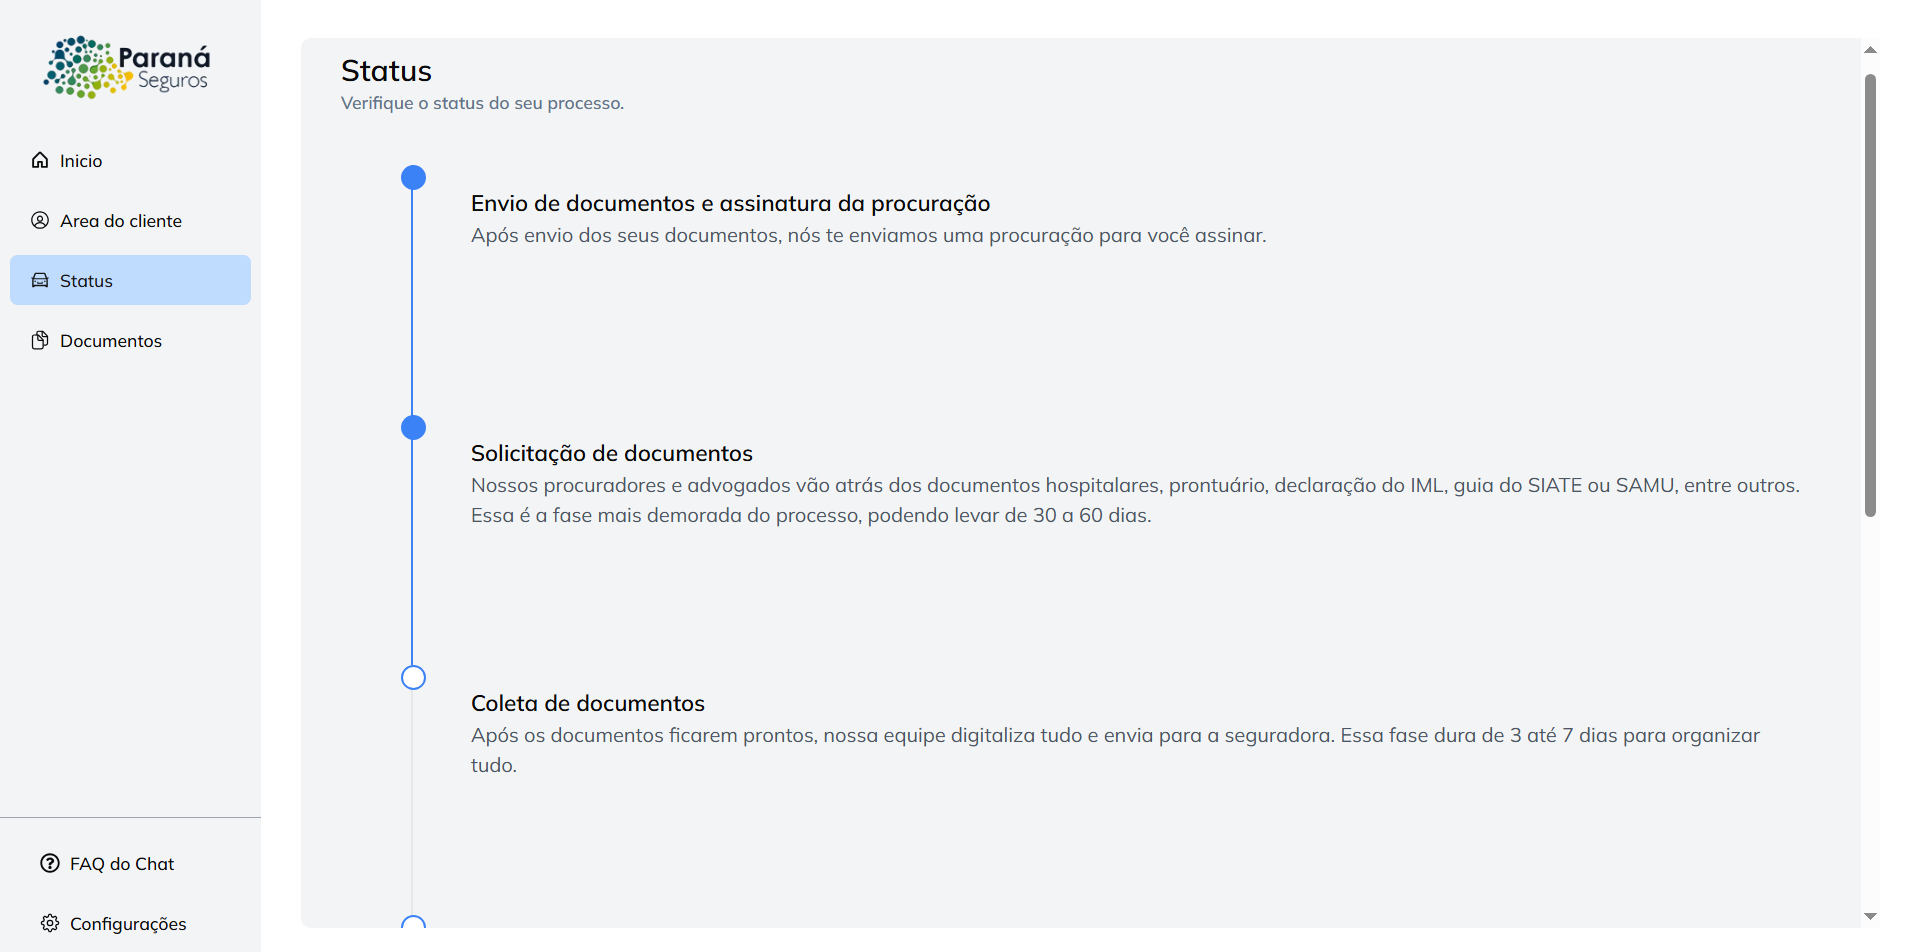 Paraná
Seguros
Inicio
Area do cliente
Status
Documentos
FAQ do Chat
Configurações
Status
Verifique o status do seu processo.
Envio de documentos e assinatura da procuração
Após envio dos seus documentos, nós te enviamos uma procuração para você assinar.
Solicitação de documentos
Nossos procuradores e advogados vão atrás dos documentos hospitalares, prontuário, declaração do IML, guia do SIATE ou SAMU, entre outros.
Essa é a fase mais demorada do processo, podendo levar de 30 a 60 dias.
Coleta de documentos
Após os documentos ficarem prontos, nossa equipe digitaliza tudo e envia para a seguradora. Essa fase dura de 3 até 7 dias para organizar
tudo.